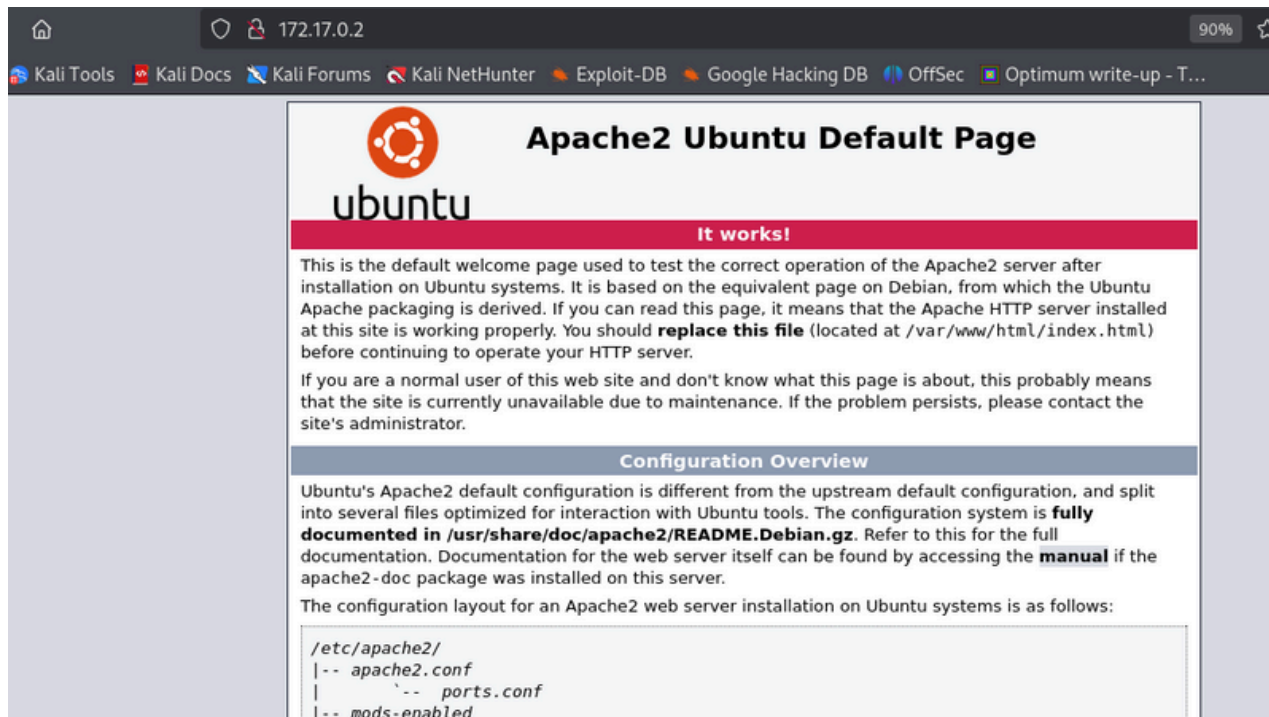 172.17.0.2
90%
Kali Tools Kali Docs Kali Forums Kali NetHunter Exploit-DB Google Hacking DB OffSec Optimum write-up - T...
ubuntu
Apache2 Ubuntu Default Page
It works!
This is the default welcome page used to test the correct operation of the Apache2 server after
installation on Ubuntu systems. It is based on the equivalent page on Debian, from which the Ubuntu
Apache packaging is derived. If you can read this page, it means that the Apache HTTP server installed
at this site is working properly. You should replace this file (located at /var/www/html/index.html)
before continuing to operate your HTTP server.
If you are a normal user of this web site and don't know what this page is about, this probably means
that the site is currently unavailable due to maintenance. If the problem persists, please contact the
site's administrator.
Configuration Overview
Ubuntu's Apache2 default configuration is different from the upstream default configuration, and split
into several files optimized for interaction with Ubuntu tools. The configuration system is fully
documented in /usr/share/doc/apache2/README.Debian.gz. Refer to this for the full
documentation. Documentation for the web server itself can be found by accessing the manual if the
apache2-doc package was installed on this server.
The configuration layout for an Apache2 web server installation on Ubuntu systems is as follows:
/etc/apache2/
|-- apache2.conf
|       `--  ports.conf
|-- mods-enabled